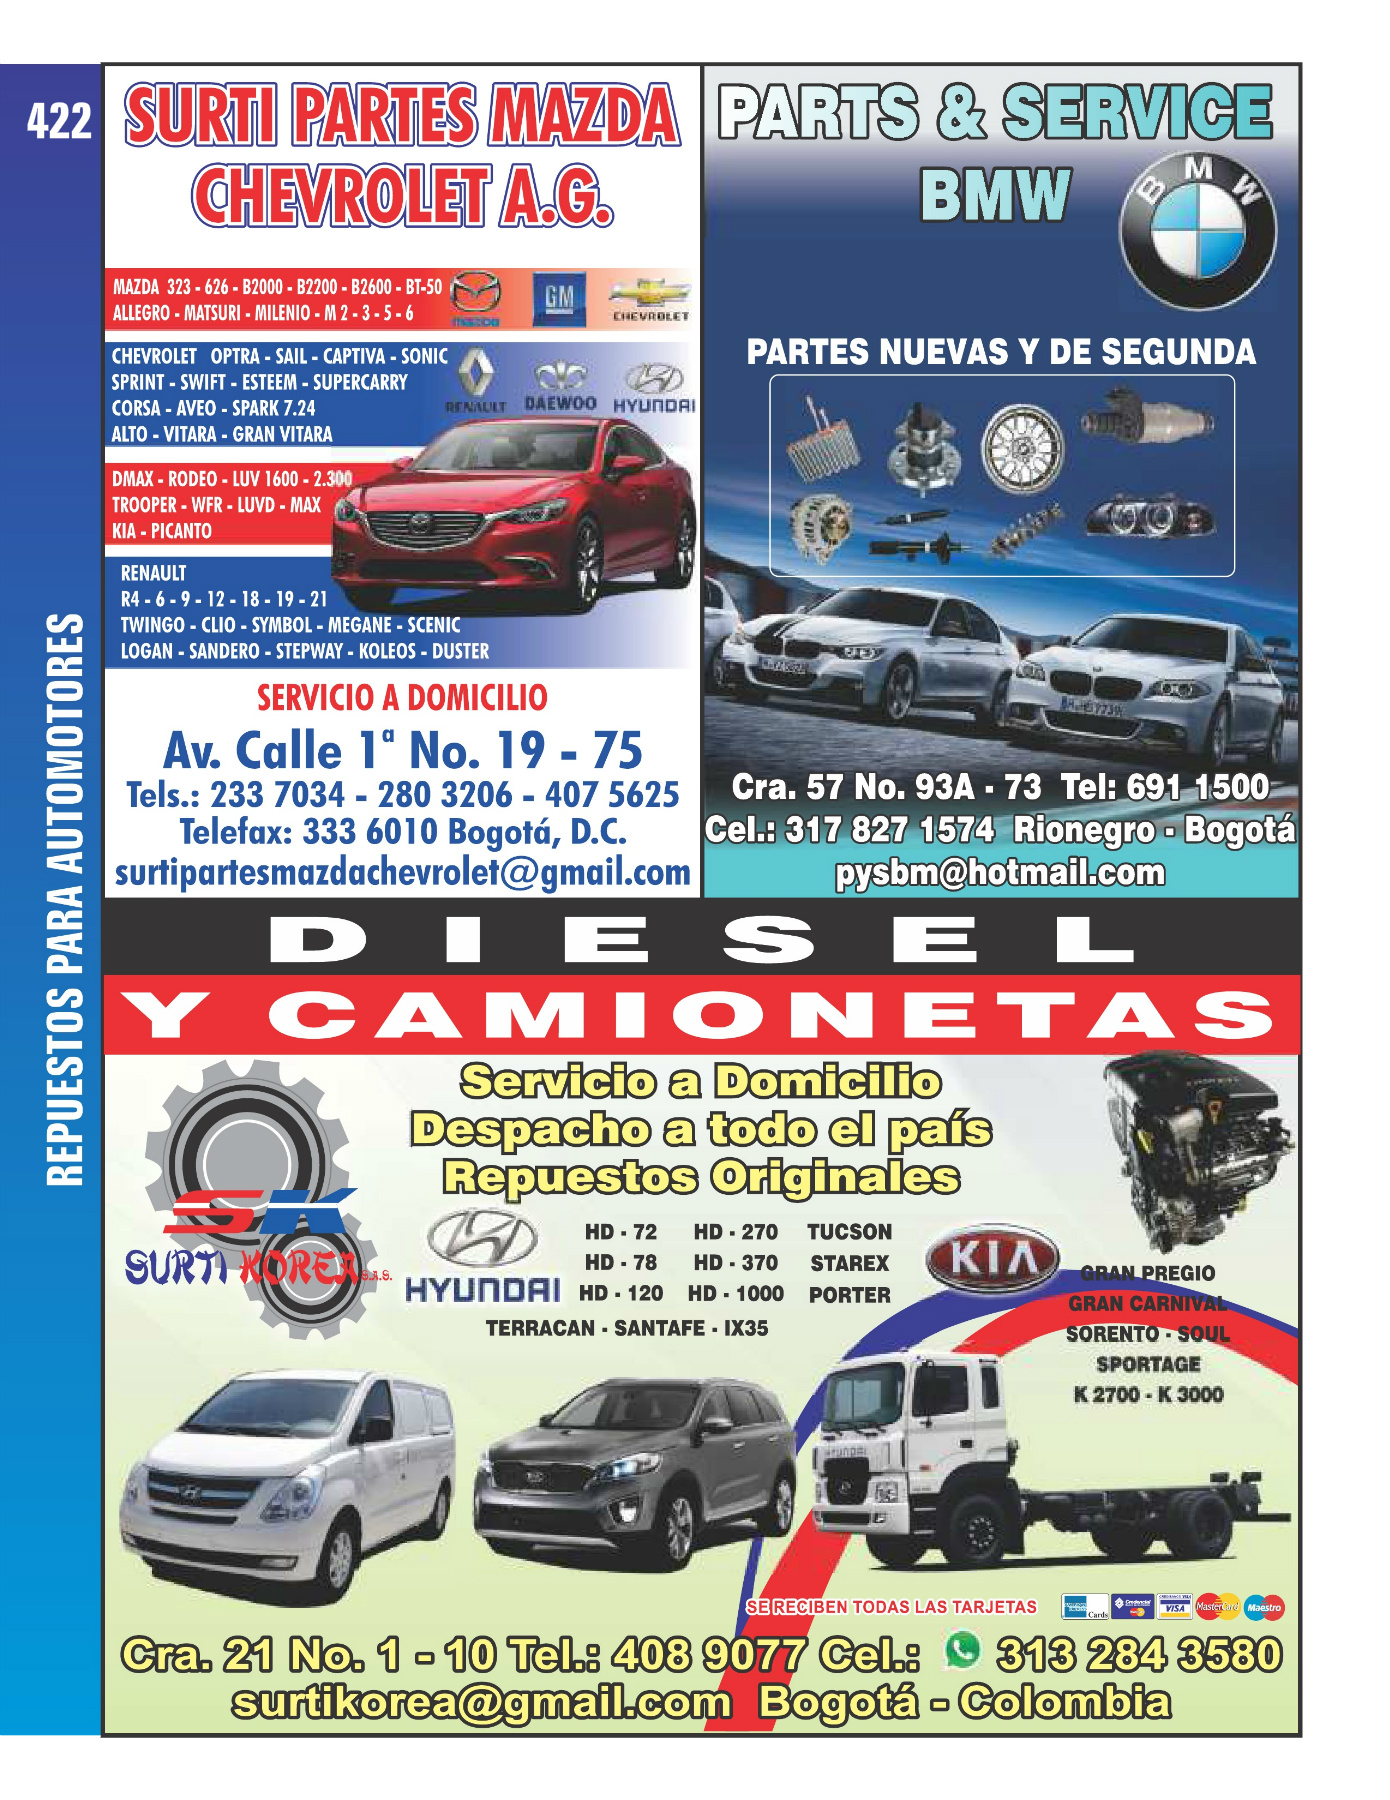 422
REPUESTOS PARA AUTOMOTORES
SURTI PARTES MAZDA
CHEVROLET A.G.
MAZDA 323 - 626 - B2000 - B2200 - B2600 - BT-50
ALLEGRO - MATSURI - MILENIO - M 2 - 3 - 5 - 6
mazda
GM
CHEVROLET
CHEVROLET OPTRA - SAIL - CAPTIVA - SONIC
SPRINT - SWIFT - ESTEEM - SUPERCARRY
CORSA - AVEO - SPARK 7.24
ALTO - VITARA - GRAN VITARA
RENAULT
DAEWOO
HYUNDAI
DMAX - RODEO - LUV 1600 - 2.300
TROOPER - WFR - LUVD - MAX
KIA - PICANTO
RENAULT
R4 - 6 - 9 - 12 - 18 - 19 - 21
TWINGO - CLIO - SYMBOL - MEGANE - SCENIC
LOGAN - SANDERO - STEPWAY - KOLEOS - DUSTER
SERVICIO A DOMICILIO
Av. Calle 1ª No. 19 - 75
Tels.: 233 7034 - 280 3206 - 407 5625
Telefax: 333 6010 Bogotá, D.C.
surtipartesmazdachevrolet@gmail.com
PARTS & SERVICE
BMW
BMW
PARTES NUEVAS Y DE SEGUNDA
Cra. 57 No. 93A - 73 Tel: 691 1500
Cel.: 317 827 1574 Rionegro - Bogotá
pysbm@hotmail.com
DIESEL
Y CAMIONETAS
Servicio a Domicilio
Despacho a todo el país
Repuestos Originales
SK
SURTI KOREA S.A.S.
HYUNDAI
HD - 72 HD - 270 TUCSON
HD - 78 HD - 370 STAREX
HD - 120 HD - 1000 PORTER
TERRACAN - SANTAFE - IX35
KIA
GRAN PREGIO
GRAN CARNIVAL
SORENTO - SOUL
SPORTAGE
K 2700 - K 3000
HYUNDAI
SE RECIBEN TODAS LAS TARJETAS
Cards
Credencial
VISA
MasterCard
Maestro
Cra. 21 No. 1 - 10 Tel.: 408 9077 Cel.: 313 284 3580
surtikorea@gmail.com Bogotá - Colombia